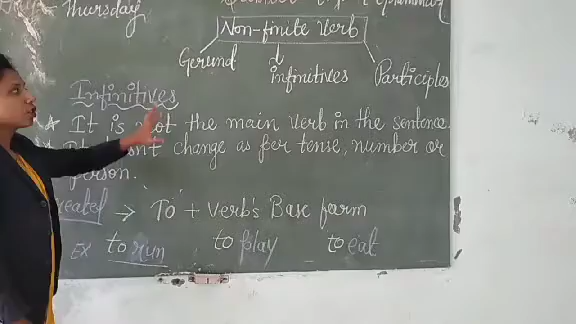 Thursday
Non-finite Verb
Gerund
infinitives
Participles
Infinitives
It is not the main verb in the sentence.
change as per tense, number or
person.
→ To + Verb's Base farm
Ex to run to play to eat